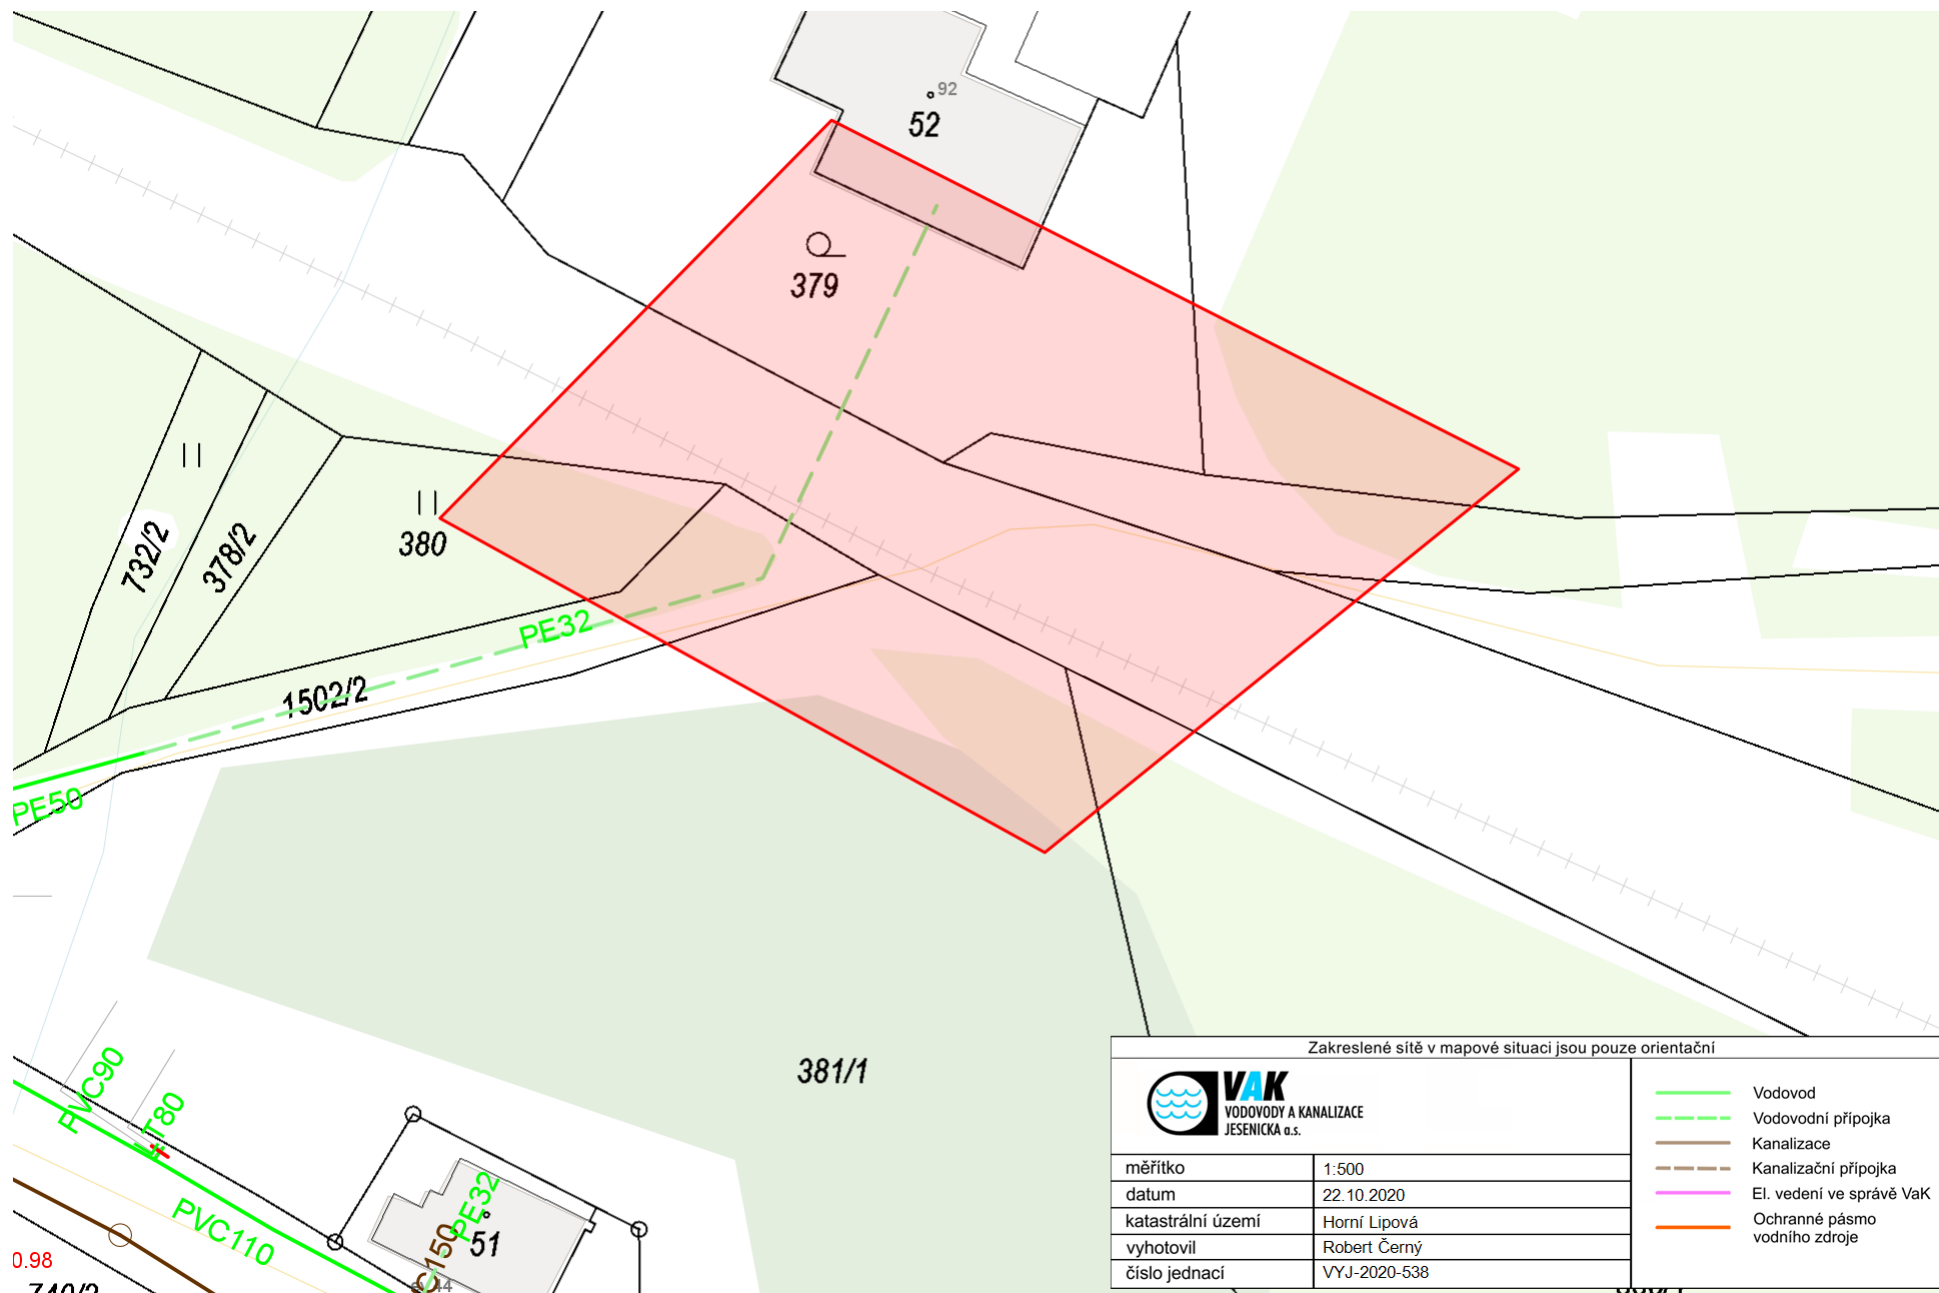 92
52
379
732/2
378/2
380
PE32
1502/2
PE50
PVC90
LT80
PVC110
PE32
51
381/1
0.98
Zakreslené sítě v mapové situaci jsou pouze orientační
VAK
VODOVODY A KANALIZACE
JESENICKA a.s.
měřítko 1:500
datum 22.10.2020
katastrální území Horní Lipová
vyhotovil Robert Černý
číslo jednací VYJ-2020-538
Vodovod
Vodovodní přípojka
Kanalizace
Kanalizační přípojka
El. vedení ve správě VaK
Ochranné pásmo
vodního zdroje